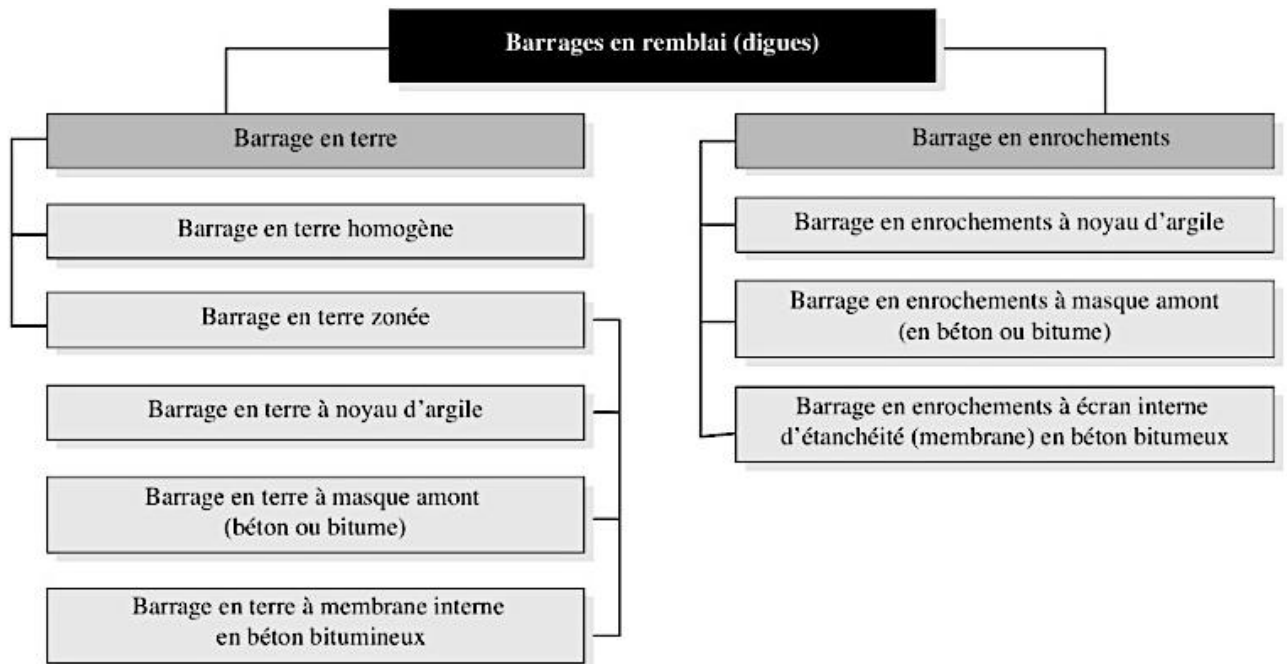 Barrages en remblai (digues)
Barrage en terre
Barrage en terre homogène
Barrage en terre zonée
Barrage en terre à noyau d'argile
Barrage en terre à masque amont
(béton ou bitume)
Barrage en terre à membrane interne
en béton bitumineux
Barrage en enrochements
Barrage en enrochements à noyau d'argile
Barrage en enrochements à masque amont
(en béton ou bitume)
Barrage en enrochements à écran interne
d'étanchéité (membrane) en béton bitumeux